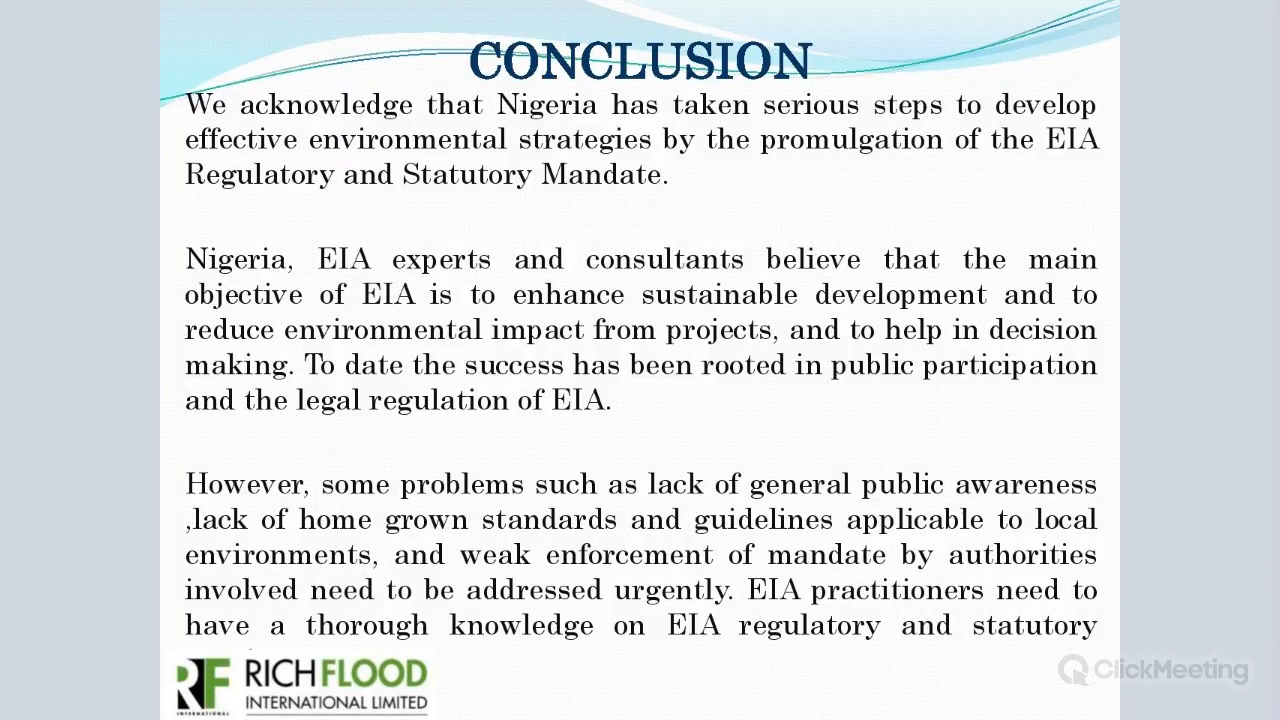 CONCLUSION
We acknowledge that Nigeria has taken serious steps to develop
effective environmental strategies by the promulgation of the EIA
Regulatory and Statutory Mandate.
Nigeria, EIA experts and consultants believe that the main
objective of EIA is to enhance sustainable development and to
reduce environmental impact from projects, and to help in decision
making. To date the success has been rooted in public participation
and the legal regulation of EIA.
However, some problems such as lack of general public awareness
,lack of home grown standards and guidelines applicable to local
environments, and weak enforcement of mandate by authorities
involved need to be addressed urgently. EIA practitioners need to
have a thorough knowledge on EIA regulatory and statutory
RF
INTERNATIONAL
RICHFLOOD
INTERNATIONAL LIMITED
ClickMeeting